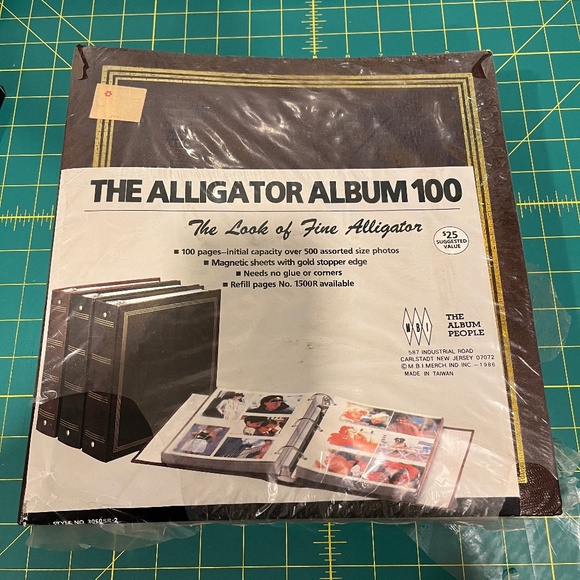 THE ALLIGATOR ALBUM 100
The Look of Fine Alligator
$25
SUGGESTED
VALUE
■ 100 pages–initial capacity over 500 assorted size photos
■ Magnetic sheets with gold stopper edge
■ Needs no glue or corners
■ Refill pages No. 1500R available
MBI
THE
ALBUM
PEOPLE
587 INDUSTRIAL ROAD
CARLSTADT NEW JERSEY 07072
© M.B.I. MERCH. IND. INC.–1986
MADE IN TAIWAN
STYLE NO.